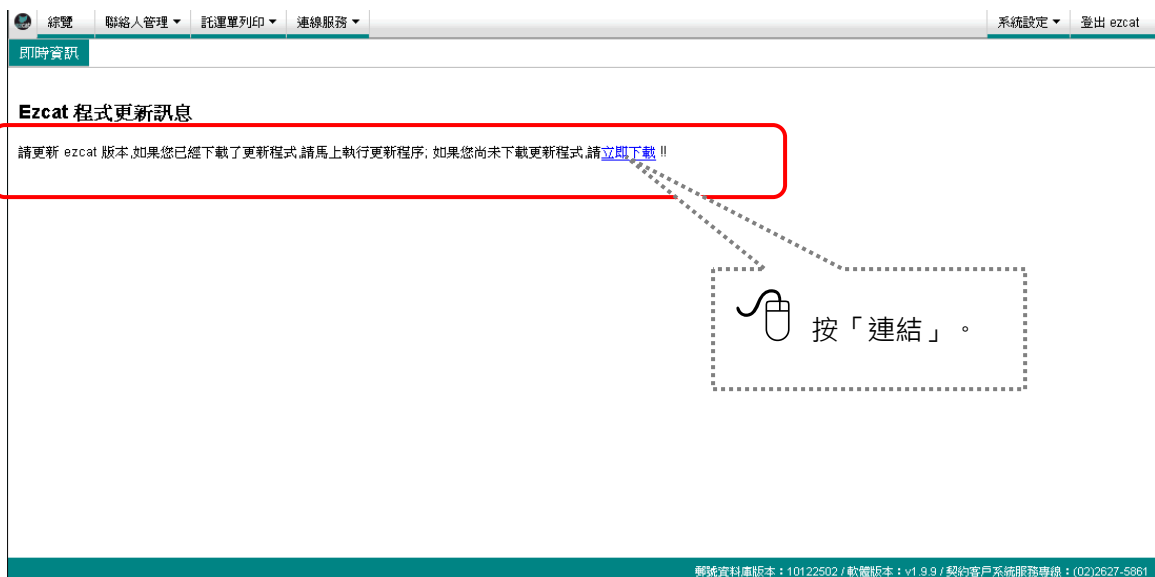 綜覽 聯絡人管理 ▼ 託運單列印 ▼ 連線服務 ▼ 系統設定 ▼ 登出 ezcat
即時資訊
Ezcat 程式更新訊息
請更新 ezcat 版本,如果您已經下載了更新程式,請馬上執行更新程序; 如果您尚未下載更新程式,請立即下載 !!
按「連結」。
郵號資料庫版本：10122502 / 軟體版本：v1.9.9 / 契約客戶系統服務專線：(02)2627-5861